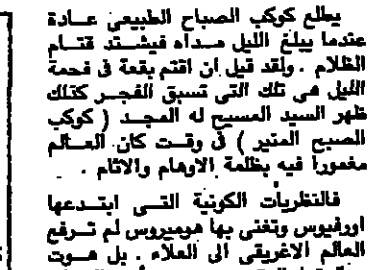 يطلع كوكب الصباح الطبيعي عادة
عندما يبلغ الليل مداه فيشتد قتام
الظلام . ولقد قيل ان اقتم بقعة في فحمة
الليل هي تلك التي تسبق الفجر كتلك
ظهر السيد المسيح له المجد ( كوكب
الصبح المنير ) في وقت كان العالم
مغمورا فيه بظلمة الاوهام والاثام .
فالنظريات الكونية التي ابتدعها
اورفيوس وتغنى بها هوميروس لم ترفع
العالم الاغريقي الى العلاء . بل هوت